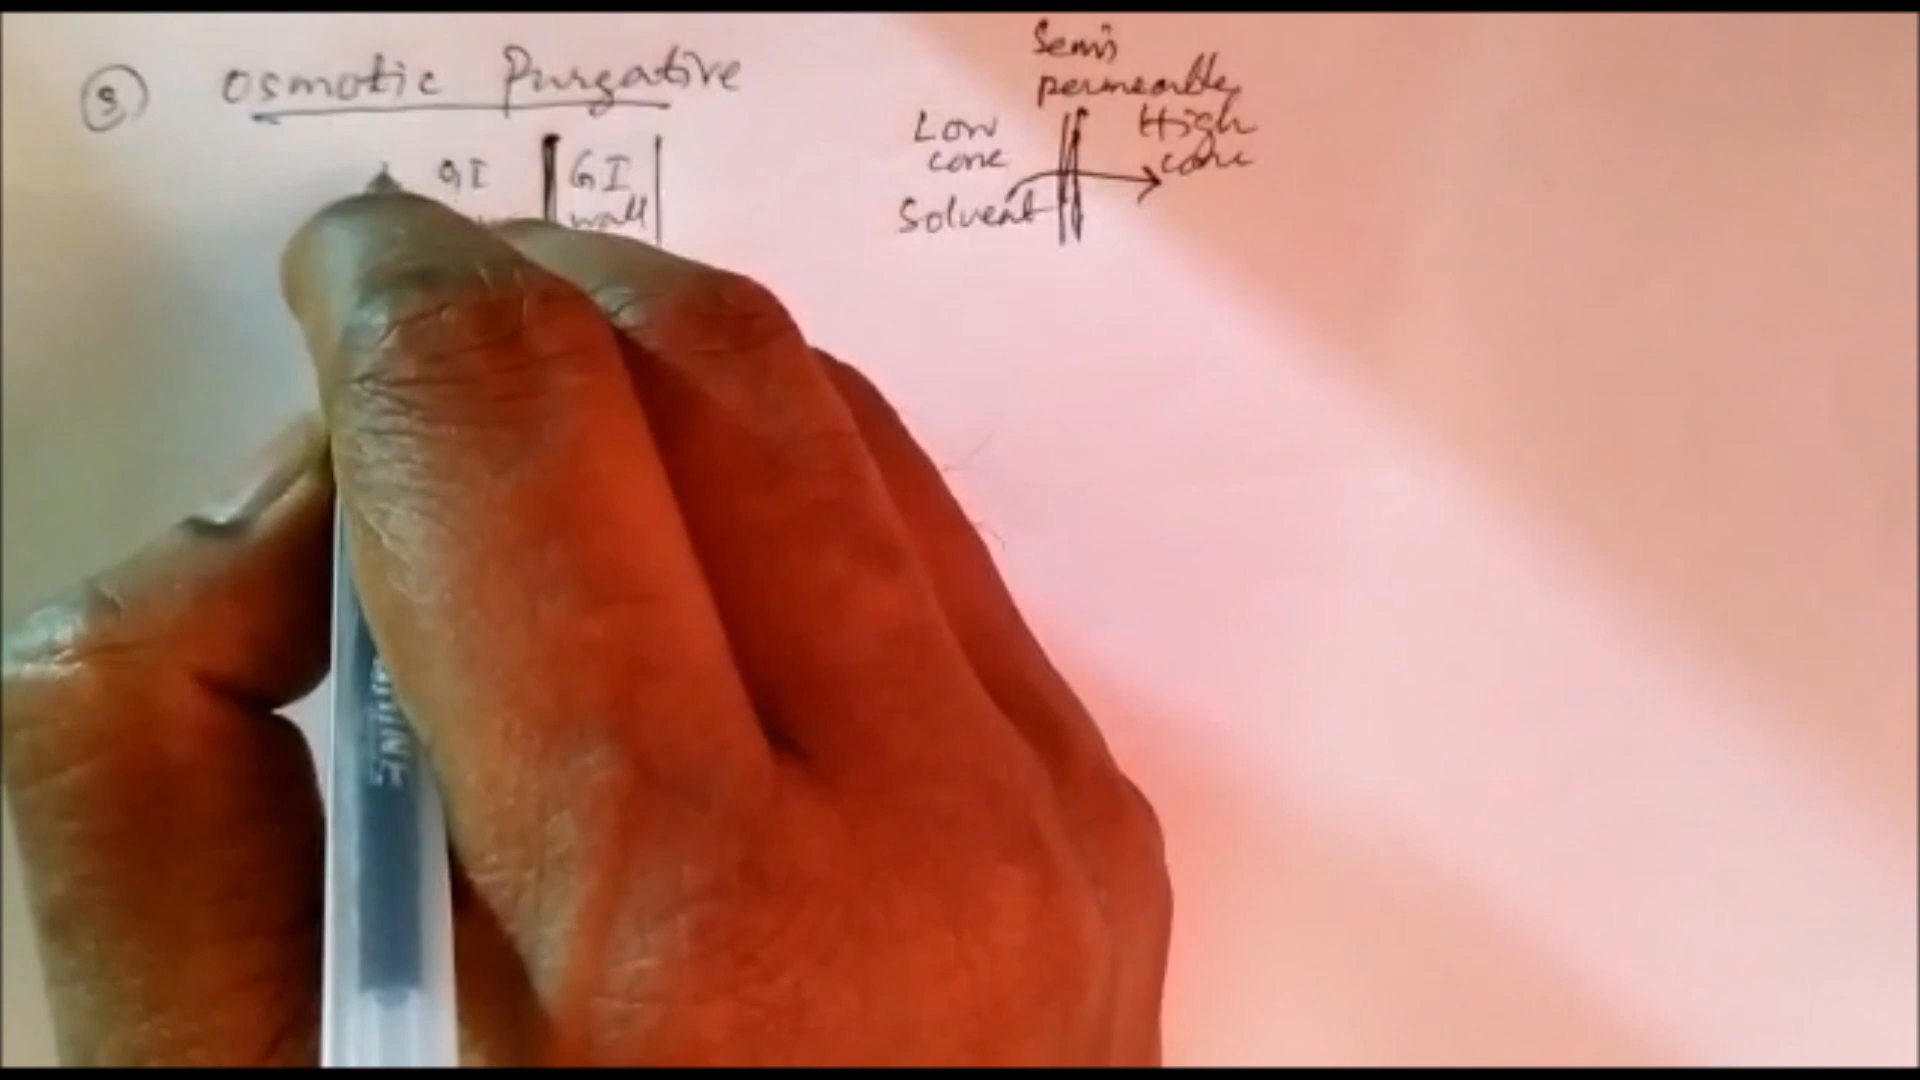 ③ Osmotic Purgative
GI
GI
wall
Semi
permeable
Low
conc
High
conc
Solvent